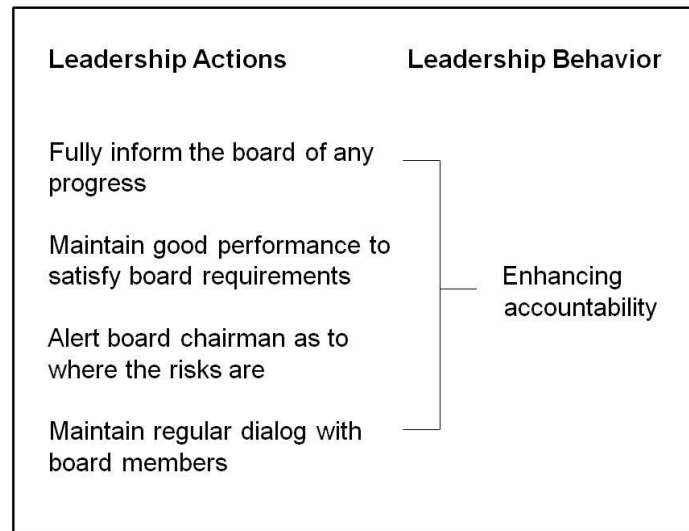 Leadership Actions
Leadership Behavior
Fully inform the board of any
progress
Maintain good performance to
satisfy board requirements
Alert board chairman as to
where the risks are
Maintain regular dialog with
board members
Enhancing
accountability